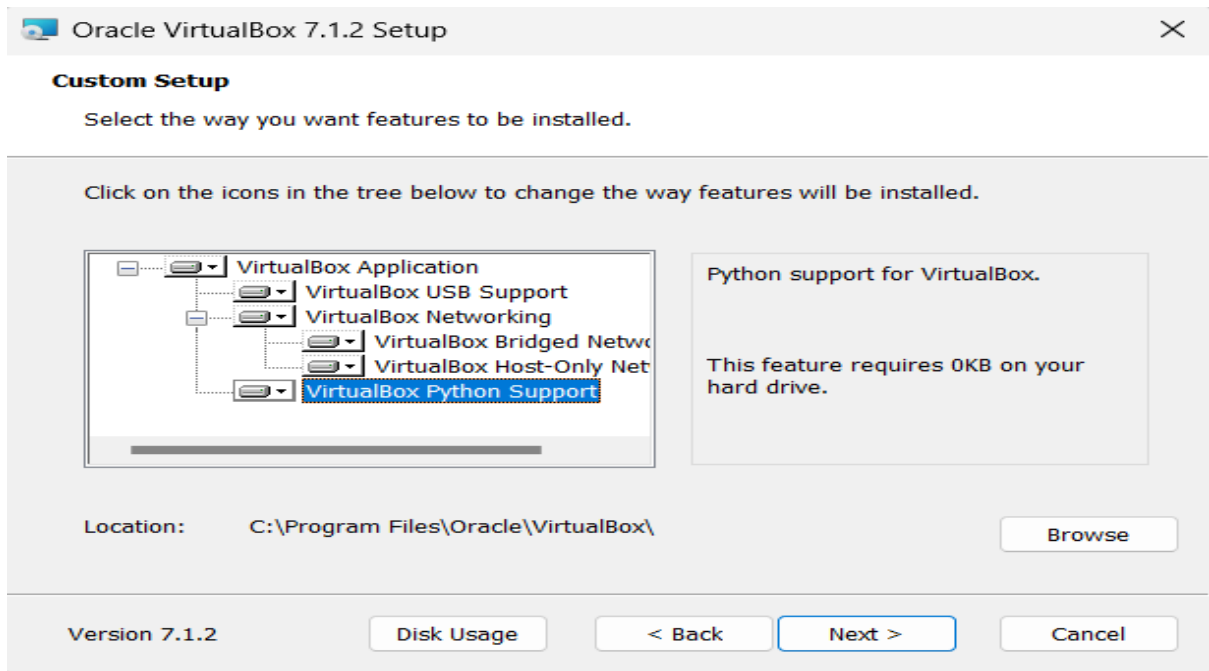 Oracle VirtualBox 7.1.2 Setup
Custom Setup
Select the way you want features to be installed.
Click on the icons in the tree below to change the way features will be installed.
VirtualBox Application
VirtualBox USB Support
VirtualBox Networking
VirtualBox Bridged Netwo
VirtualBox Host-Only Net
VirtualBox Python Support
Python support for VirtualBox.
This feature requires 0KB on your
hard drive.
Location: C:\Program Files\Oracle\VirtualBox\
Browse
Version 7.1.2 Disk Usage < Back Next > Cancel